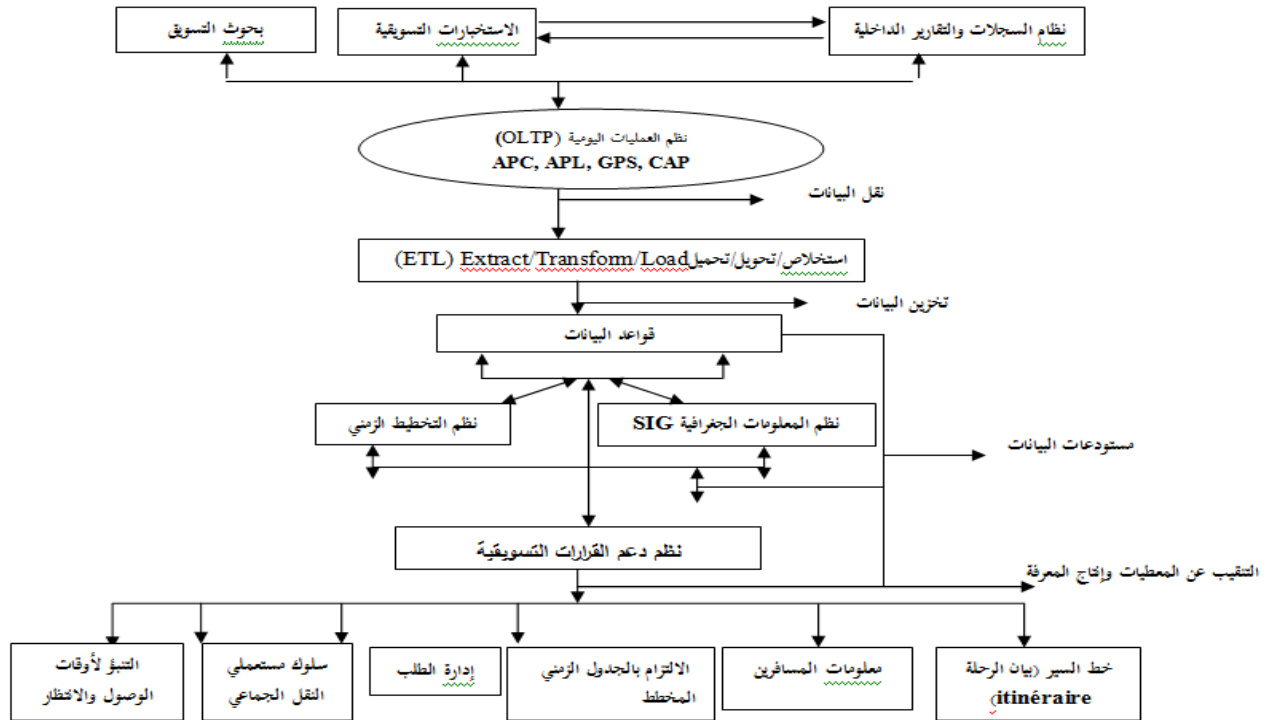 نظام السجلات والتقارير الداخلية
الاستخبارات التسويقية
بحوث التسويق
نظم العمليات اليومية (OLTP)
APC, APL, GPS, CAP
نقل البيانات
استخلاص/تحويل/تحميل Extract/Transform/Load (ETL)
تخزين البيانات
قواعد البيانات
نظم المعلومات الجغرافية SIG
نظم التخطيط الزمني
مستودعات البيانات
نظم دعم القرارات التسويقية
التنقيب عن المعطيات وإنتاج المعرفة
خط السير (بيان الرحلة
itinéraire)
معلومات المسافرين
الالتزام بالجدول الزمني
المخطط
إدارة الطلب
سلوك مستعملي
النقل الجماعي
التنبؤ لأوقات
الوصول والانتظار